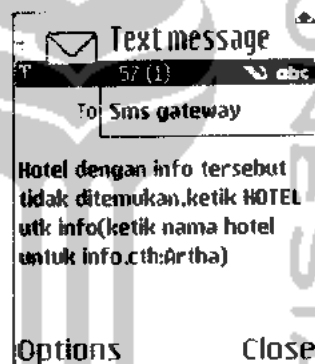 Text message
57(1) abc
To Sms gateway
Hotel dengan info tersebut
tidak ditemukan.ketik HOTEL
utk info(ketik nama hotel
untuk info.cth:Artha)
Options Close